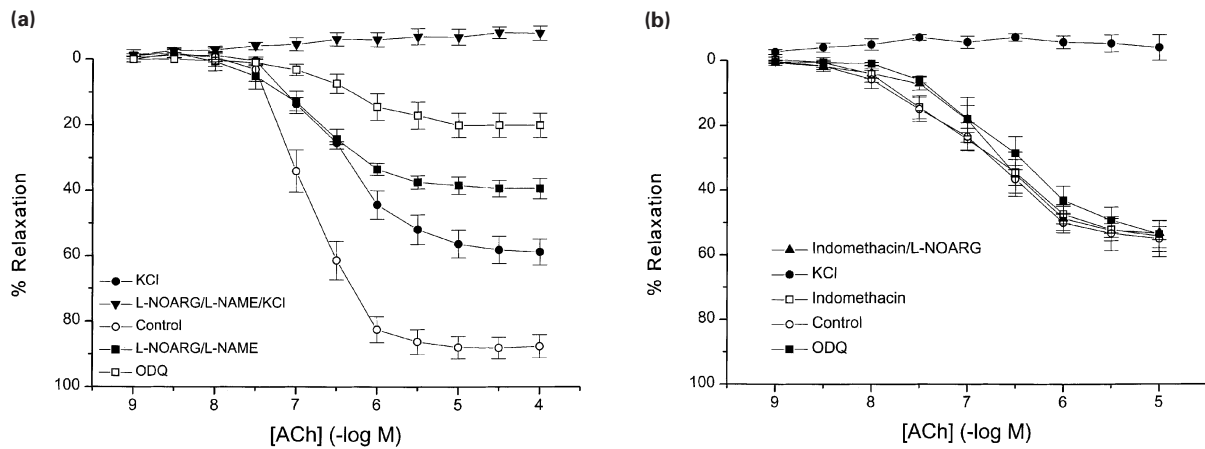 (a)
0
20
40
60
80
100
% Relaxation
KCl
L-NOARG/L-NAME/KCl
Control
L-NOARG/L-NAME
ODQ
9
8
7
6
5
4
[ACh] (-log M)
(b)
0
20
40
60
80
100
% Relaxation
Indomethacin/L-NOARG
KCl
Indomethacin
Control
ODQ
9
8
7
6
5
[ACh] (-log M)